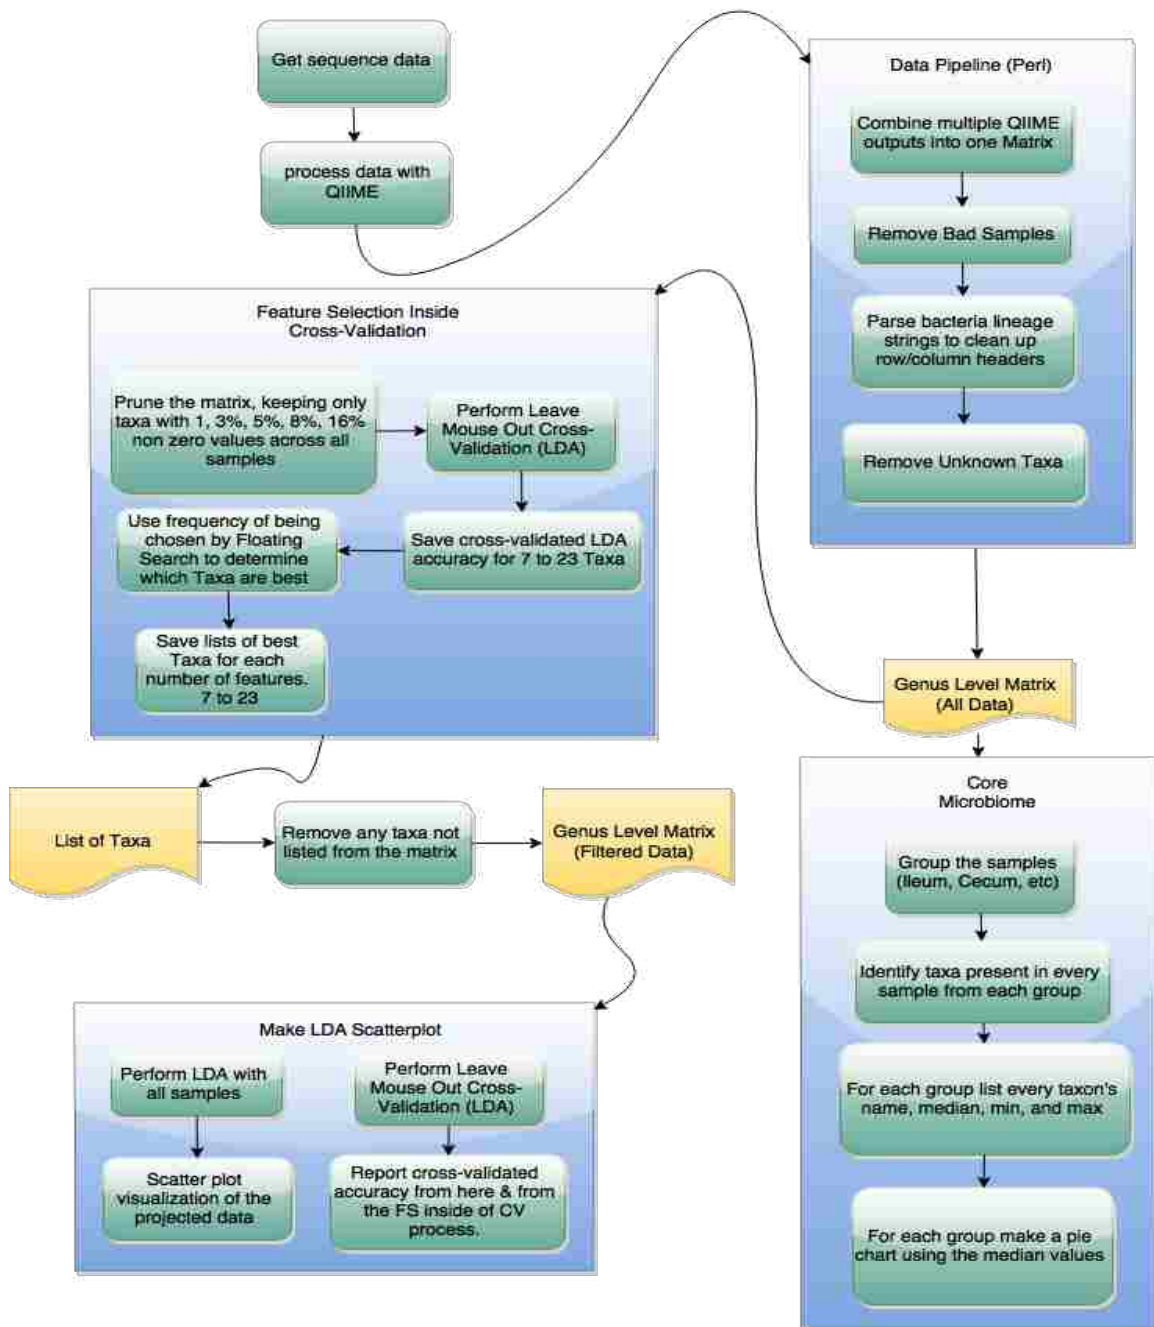 Get sequence data
process data with
QIIME
Data Pipeline (Perl)
Combine multiple QIIME
outputs into one Matrix
Remove Bad Samples
Parse bacteria lineage
strings to clean up
row/column headers
Remove Unknown Taxa
Feature Selection Inside
Cross-Validation
Prune the matrix, keeping only
taxa with 1, 3%, 5%, 8%, 16%
non zero values across all
samples
Perform Leave
Mouse Out Cross-
Validation (LDA)
Save cross-validated LDA
accuracy for 7 to 23 Taxa
Use frequency of being
chosen by Floating
Search to determine
which Taxa are best
Save lists of best
Taxa for each
number of features.
7 to 23
Genus Level Matrix
(All Data)
List of Taxa
Remove any taxa not
listed from the matrix
Genus Level Matrix
(Filtered Data)
Make LDA Scatterplot
Perform LDA with
all samples
Scatter plot
visualization of the
projected data
Perform Leave
Mouse Out Cross-
Validation (LDA)
Report cross-validated
accuracy from here & from
the FS inside of CV
process.
Core
Microbiome
Group the samples
(Ileum, Cecum, etc)
Identify taxa present in every
sample from each group
For each group list every taxon's
name, median, min, and max
For each group make a pie
chart using the median values